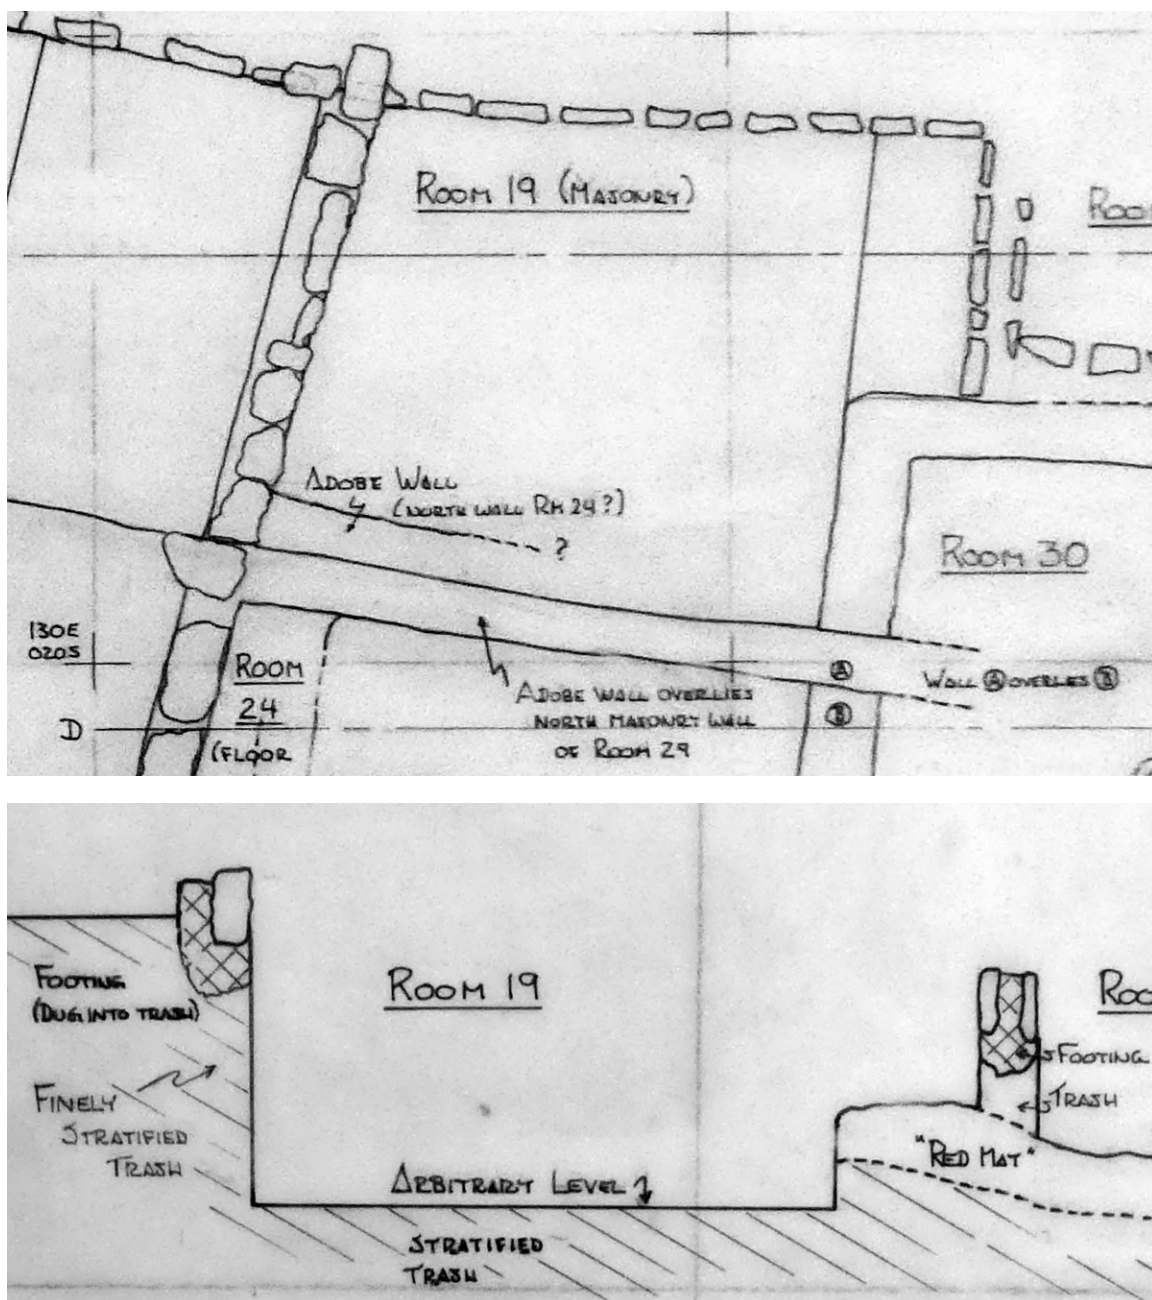 ROOM 19 (MASONRY)
ROO
ADOBE WALL
(NORTH WALL RM 24?)
?
ROOM 30
130E
020S
ROOM
24
(FLOOR
D
ADOBE WALL OVERLIES
NORTH MASONRY WALL
OF ROOM 29
A
B
WALL A OVERLIES B
ROOM 19
ROO
FOOTING
(DUG INTO TRASH)
FINELY
STRATIFIED
TRASH
FOOTING
TRASH
"RED MAT"
ARBITRARY LEVEL
STRATIFIED
TRASH